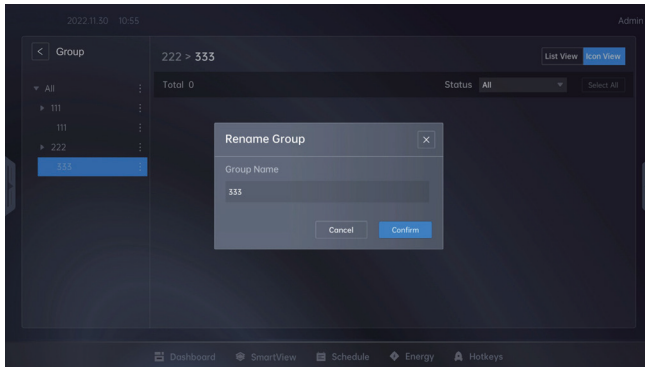 2022.11.30 10:55 Admin
Group
222 > 333
List View Icon View
All
Total 0
Status All
Select All
111
111
222
333
Rename Group
Group Name
333
Cancel Confirm
Dashboard SmartView Schedule Energy Hotkeys